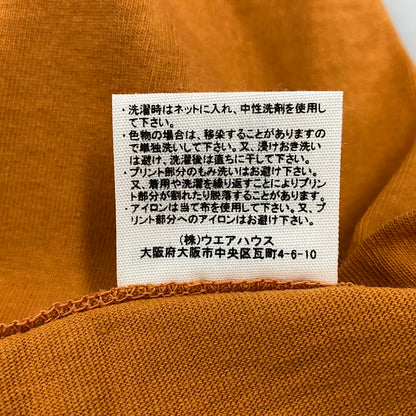 ・洗濯時はネットに入れ、中性洗剤を使用し
て下さい。
・色物の場合は、移染することがありますの
で単独洗いして下さい。又、浸けおき洗い
は避け、洗濯後は直ちに干して下さい。
・プリント部分のもみ洗いはお避け下さい。
又、着用や洗濯を繰り返すことによりプリント
部分が割れたり脱落することがあります。
・アイロンは当て布を使用して下さい。又、プ
リント部分へのアイロンはお避け下さい。
(株)ウエアハウス
大阪府大阪市中央区瓦町4-6-10